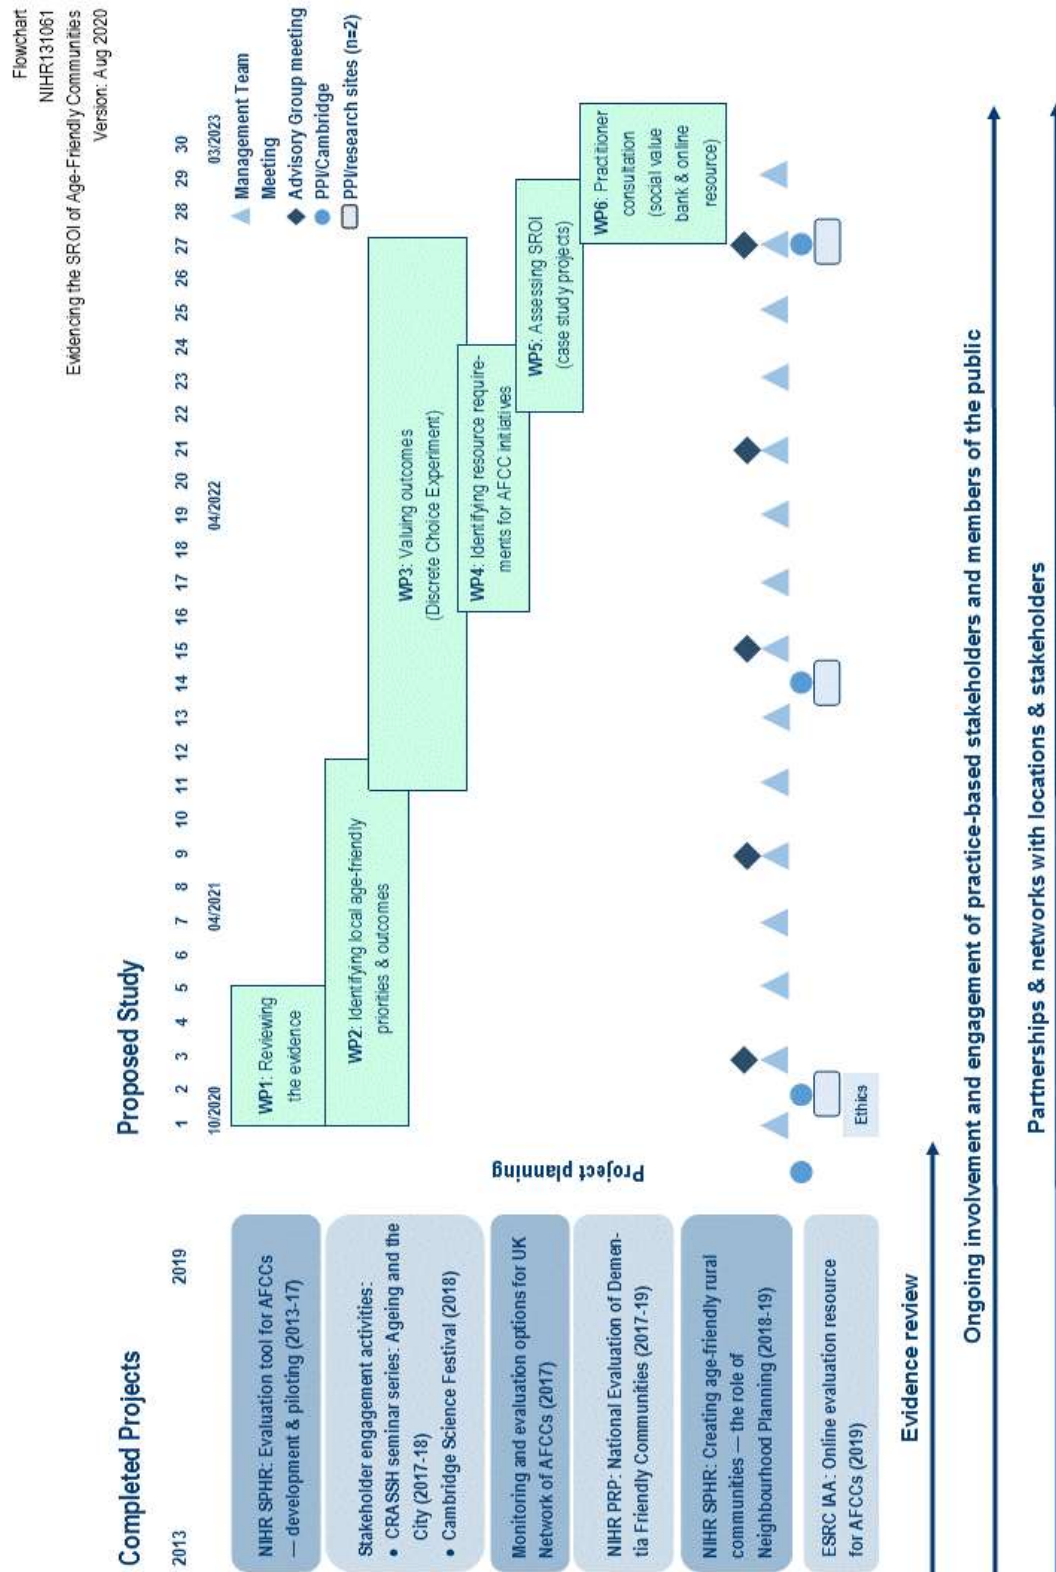 Flowchart
NIHR131061
Evidencing the SROI of Age-Friendly Communities
Version: Aug 2020
Completed Projects
Proposed Study
2013
2019
1 2 3 4 5 6 7 8 9 10 11 12 13 14 15 16 17 18 19 20 21 22 23 24 25 26 27 28 29 30
10/2020
04/2021
04/2022
03/2023
Management Team
Meeting
Advisory Group meeting
PPI/Cambridge
PPI/research sites (n=2)
NIHR SPHR: Evaluation tool for AFCCs
— development & piloting (2013-17)
Stakeholder engagement activities:
• CRASSH seminar series: Ageing and the
City (2017-18)
• Cambridge Science Festival (2018)
Monitoring and evaluation options for UK
Network of AFCCs (2017)
NIHR PRP: National Evaluation of Demen-
tia Friendly Communities (2017-19)
NIHR SPHR: Creating age-friendly rural
communities — the role of
Neighbourhood Planning (2018-19)
ESRC IAA: Online evaluation resource
for AFCCs (2019)
Project planning
WP1: Reviewing
the evidence
WP2: Identifying local age-friendly
priorities & outcomes
WP3: Valuing outcomes
(Discrete Choice Experiment)
WP4: Identifying resource require-
ments for AFCC initiatives
WP5: Assessing SROI
(case study projects)
WP6: Practitioner
consultation
(social value
bank & online
resource)
Ethics
Evidence review
Ongoing involvement and engagement of practice-based stakeholders and members of the public
Partnerships & networks with locations & stakeholders